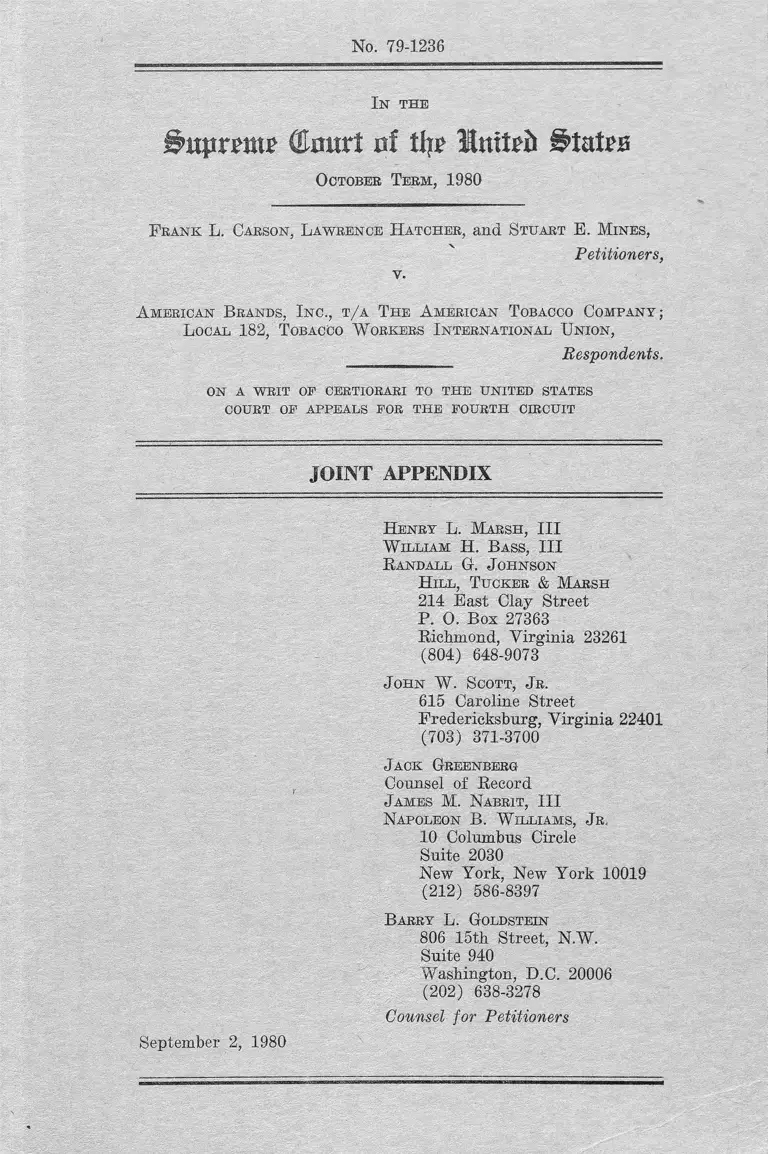 No. 79-1236
In the
Supreme Court of the United States
October Term, 1980
Frank L. Carson, Lawrence Hatcher, and Stuart E. Mines,
Petitioners,
v.
American Brands, Inc., t/a The American Tobacco Company;
Local 182, Tobacco Workers International Union,
Respondents.
ON A WRIT OF CERTIORARI TO THE UNITED STATES
COURT OF APPEALS FOR THE FOURTH CIRCUIT
JOINT APPENDIX
Henry L. Marsh, III
William H. Bass, III
Randall G. Johnson
Hill, Tucker & Marsh
214 East Clay Street
P. O. Box 27363
Richmond, Virginia 23261
(804) 648-9073
John W. Scott, Jr.
615 Caroline Street
Fredericksburg, Virginia 22401
(703) 371-3700
Jack Greenberg
Counsel of Record
James M. Nabrit, III
Napoleon B. Williams, Jr.
10 Columbus Circle
Suite 2030
New York, New York 10019
(212) 586-8397
Barry L. Goldstein
806 15th Street, N.W.
Suite 940
Washington, D.C. 20006
(202) 638-3278
Counsel for Petitioners
September 2, 1980